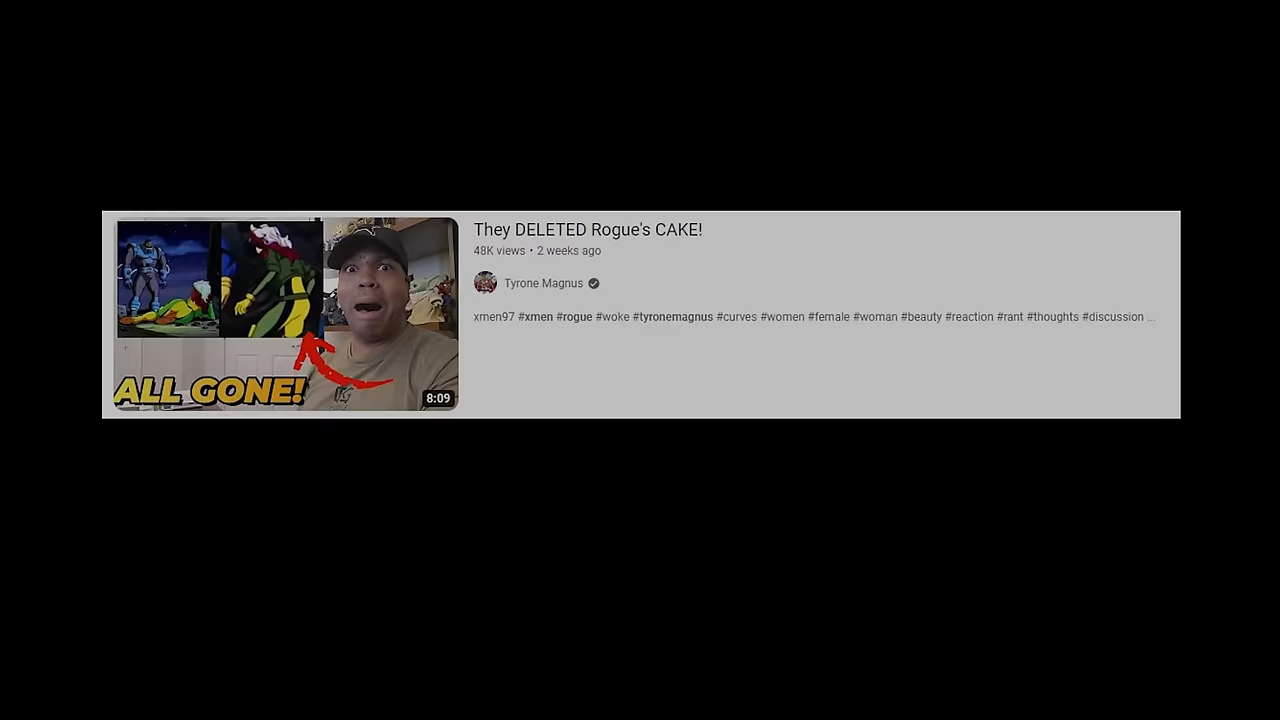 They DELETED Rogue's CAKE!
48K views • 2 weeks ago
Tyrone Magnus
xmen97 #xmen #rogue #woke #tyronemagnus #curves #women #female #woman #beauty #reaction #rant #thoughts #discussion ...
ALL GONE!
8:09